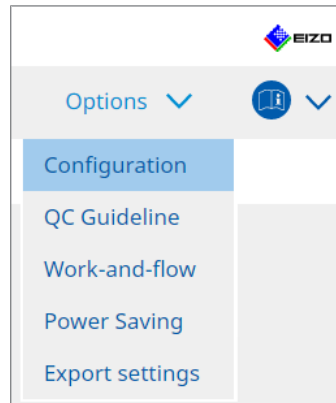 EIZO
Options
Configuration
QC Guideline
Work-and-flow
Power Saving
Export settings